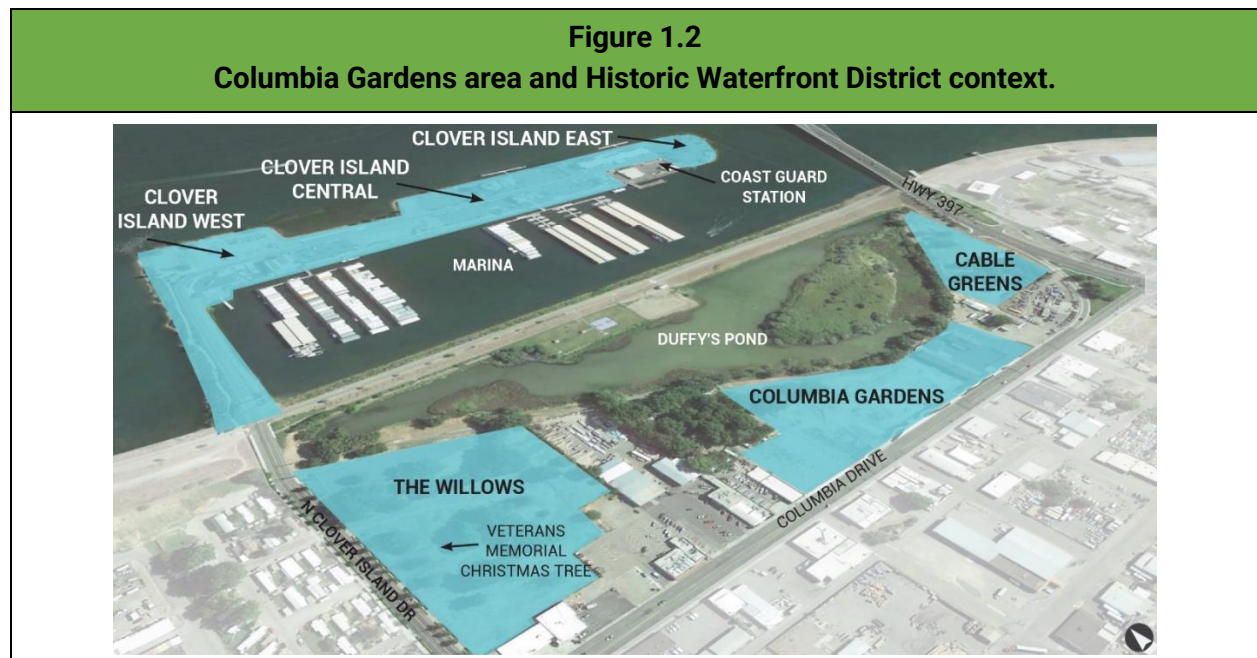 Figure 1.2
Columbia Gardens area and Historic Waterfront District context.
CLOVER ISLAND EAST
CLOVER ISLAND
CENTRAL
CLOVER
ISLAND WEST
COAST GUARD
STATION
HWY 397
MARINA
CABLE
GREENS
DUFFY'S POND
COLUMBIA GARDENS
THE WILLOWS
COLUMBIA DRIVE
N CLOVER ISLAND DR
VETERANS
MEMORIAL
CHRISTMAS TREE